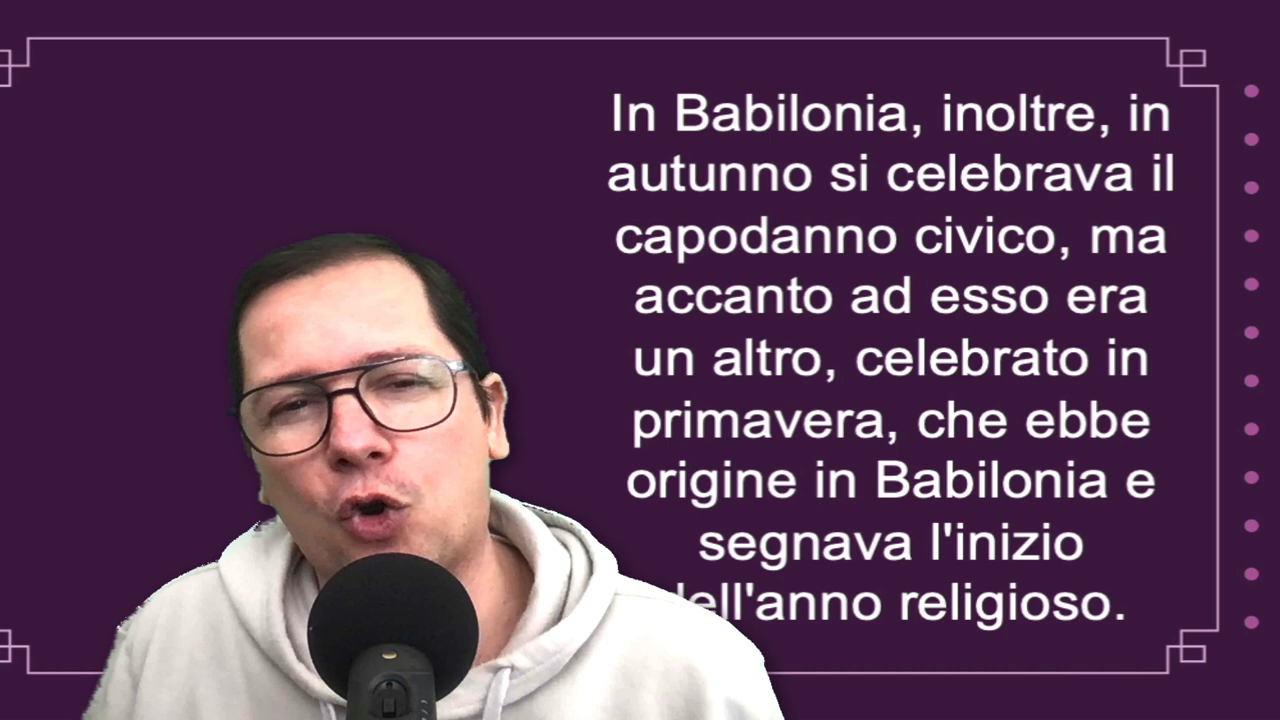 In Babilonia, inoltre, in
autunno si celebrava il
capodanno civico, ma
accanto ad esso era
un altro, celebrato in
primavera, che ebbe
origine in Babilonia e
segnava l'inizio
dell'anno religioso.